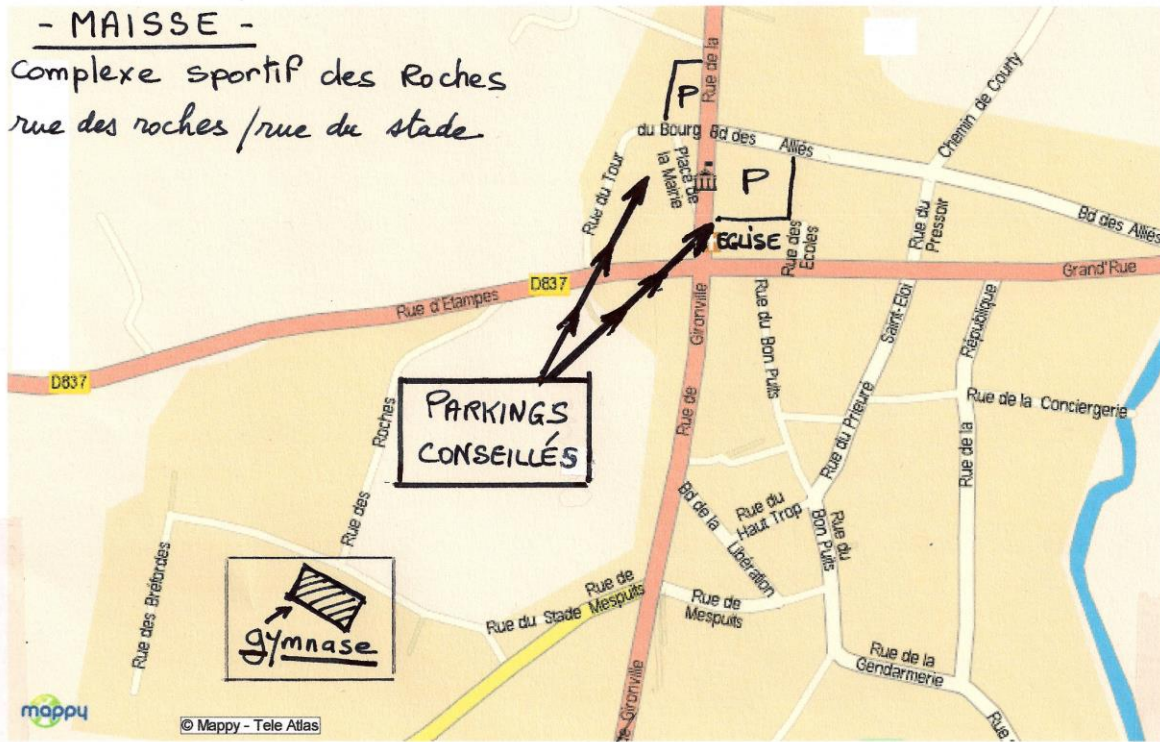 - MAISSE -
Complexe sportif des Roches
rue des roches / rue du stade
Rue de la
P
du Bourg
Bd des Alliés
Chemin de Courty
Place de
la Mairie
P
Rue du Tour
Rue du
Pressoir
Bd des Alliés
EGLISE
Rue des
Ecoles
Grand'Rue
D837
Rue d'Etampes
Gironville
D837
Rue du Bon Puits
Saint-Eloi
République
PARKINGS
CONSEILLÉS
Roches
Rue des
Rue de
Rue du Prieuré
Rue de la Conciergerie
Rue de la
Bd de la
Libération
Rue du
Haut Trop
Rue du
Bon Puits
Rue des Bréfordes
gymnase
Rue du Stade
Rue de
Mespuits
Rue de
Mespuits
Rue de la
Gendarmerie
Gironville
Rue
mappy
© Mappy - Tele Atlas